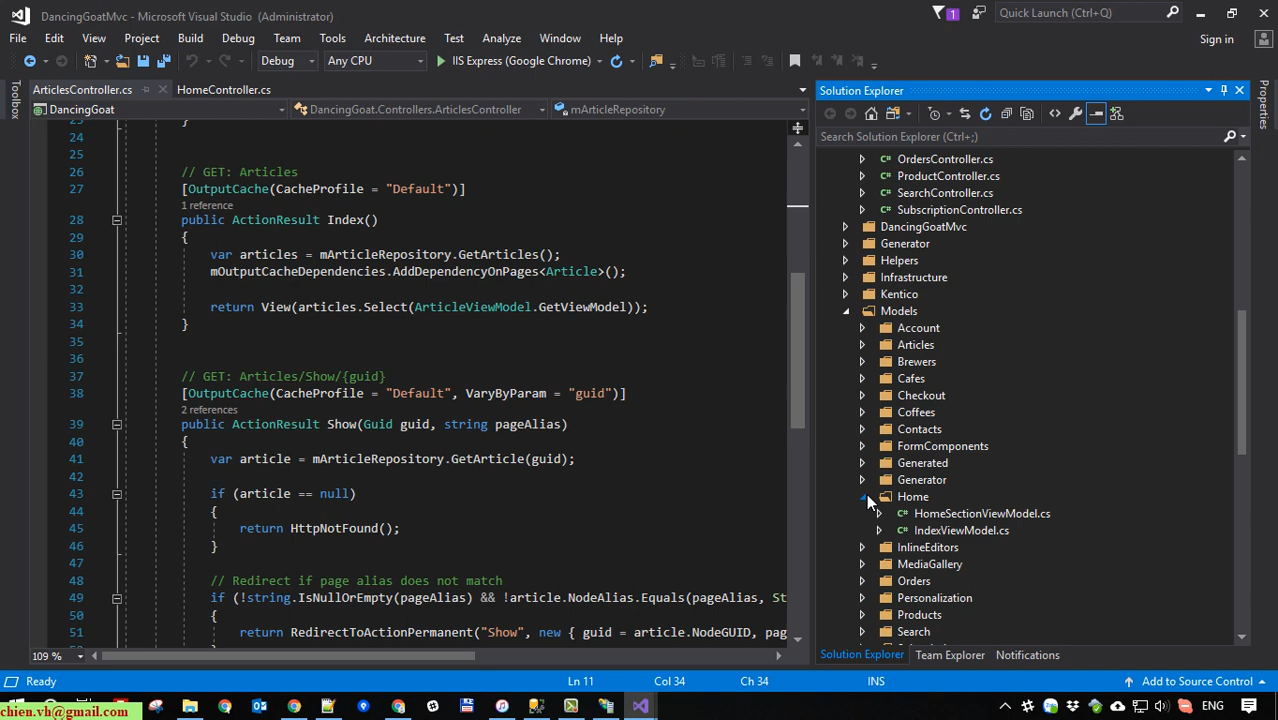 DancingGoatMvc - Microsoft Visual Studio (Administrator)
1
Quick Launch (Ctrl+Q)
File Edit View Project Build Debug Team Tools Architecture Test Analyze Window Help
Sign in
Debug Any CPU IIS Express (Google Chrome)
Toolbox
ArticlesController.cs HomeController.cs
DancingGoat DancingGoat.Controllers.ArticlesController mArticleRepository
23 }
24
25
26 // GET: Articles
27 [OutputCache(CacheProfile = "Default")]
1 reference
28 public ActionResult Index()
29 {
30 var articles = mArticleRepository.GetArticles();
31 mOutputCacheDependencies.AddDependencyOnPages<Article>();
32
33 return View(articles.Select(ArticleViewModel.GetViewModel));
34 }
35
36
37 // GET: Articles/Show/{guid}
38 [OutputCache(CacheProfile = "Default", VaryByParam = "guid")]
2 references
39 public ActionResult Show(Guid guid, string pageAlias)
40 {
41 var article = mArticleRepository.GetArticle(guid);
42
43 if (article == null)
44 {
45 return HttpNotFound();
46 }
47
48 // Redirect if page alias does not match
49 if (!string.IsNullOrEmpty(pageAlias) && !article.NodeAlias.Equals(pageAlias, St
50 {
51 return RedirectToActionPermanent("Show", new { guid = article.NodeGUID, pag
109 %
Solution Explorer
Search Solution Explorer (Ctrl+;)
OrdersController.cs
ProductController.cs
SearchController.cs
SubscriptionController.cs
DancingGoatMvc
Generator
Helpers
Infrastructure
Kentico
Models
Account
Articles
Brewers
Cafes
Checkout
Coffees
Contacts
FormComponents
Generated
Generator
Home
HomeSectionViewModel.cs
IndexViewModel.cs
InlineEditors
MediaGallery
Orders
Personalization
Products
Search
Solution Explorer Team Explorer Notifications
Properties
Ready Ln 11 Col 34 Ch 34 INS Add to Source Control
chien.vh@gmail.com
ENG